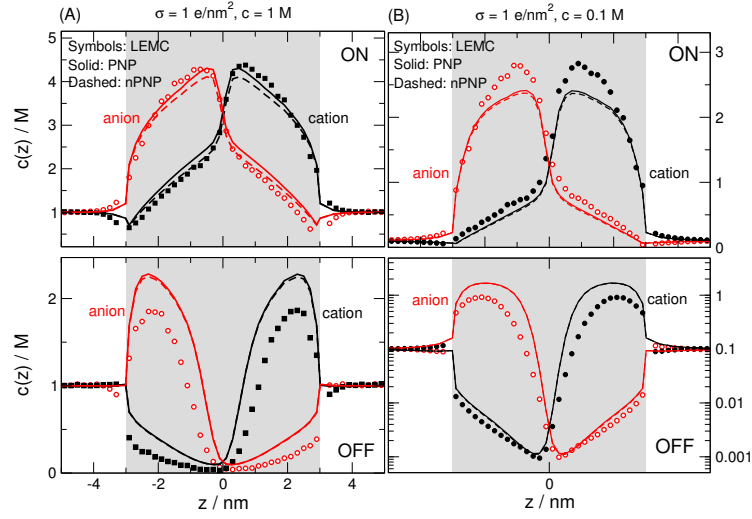 (A)
σ = 1 e/nm², c = 1 M
5
4
3
2
1
c(z) / M
Symbols: LEMC
Solid: PNP
Dashed: nPNP
ON
anion
cation
2
1
0
c(z) / M
anion
cation
OFF
-4 -2 0 2 4
z / nm
(B)
σ = 1 e/nm², c = 0.1 M
Symbols: LEMC
Solid: PNP
Dashed: nPNP
ON
anion
cation
3
2
1
0
c(z) / M
anion
cation
OFF
1
0.1
0.01
0.001
c(z) / M
0
z / nm